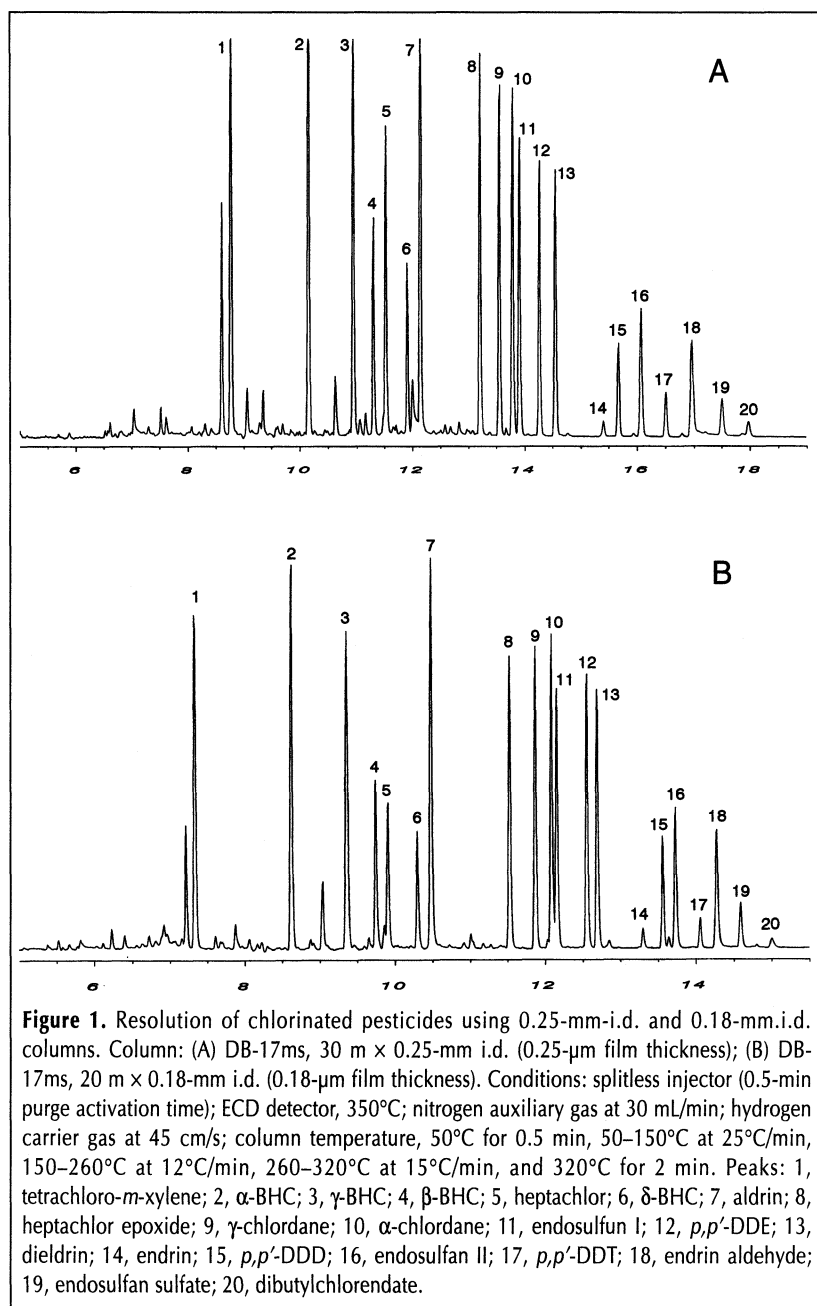 A
1
2
3
7
8
9
10
5
11
12
13
4
6
16
15
18
17
19
14
20
6 8 10 12 14 16 18
B
7
2
1
3
10
9
8
12
11
13
4
5
6
16
15
18
19
17
14
20
6 8 10 12 14
Figure 1. Resolution of chlorinated pesticides using 0.25-mm-i.d. and 0.18-mm.i.d.
columns. Column: (A) DB-17ms, 30 m × 0.25-mm i.d. (0.25-µm film thickness); (B) DB-
17ms, 20 m × 0.18-mm i.d. (0.18-µm film thickness). Conditions: splitless injector (0.5-min
purge activation time); ECD detector, 350°C; nitrogen auxiliary gas at 30 mL/min; hydrogen
carrier gas at 45 cm/s; column temperature, 50°C for 0.5 min, 50–150°C at 25°C/min,
150–260°C at 12°C/min, 260–320°C at 15°C/min, and 320°C for 2 min. Peaks: 1,
tetrachloro-m-xylene; 2, α-BHC; 3, γ-BHC; 4, β-BHC; 5, heptachlor; 6, δ-BHC; 7, aldrin; 8,
heptachlor epoxide; 9, γ-chlordane; 10, α-chlordane; 11, endosulfun I; 12, p,p′-DDE; 13,
dieldrin; 14, endrin; 15, p,p′-DDD; 16, endosulfan II; 17, p,p′-DDT; 18, endrin aldehyde;
19, endosulfan sulfate; 20, dibutylchlorendate.